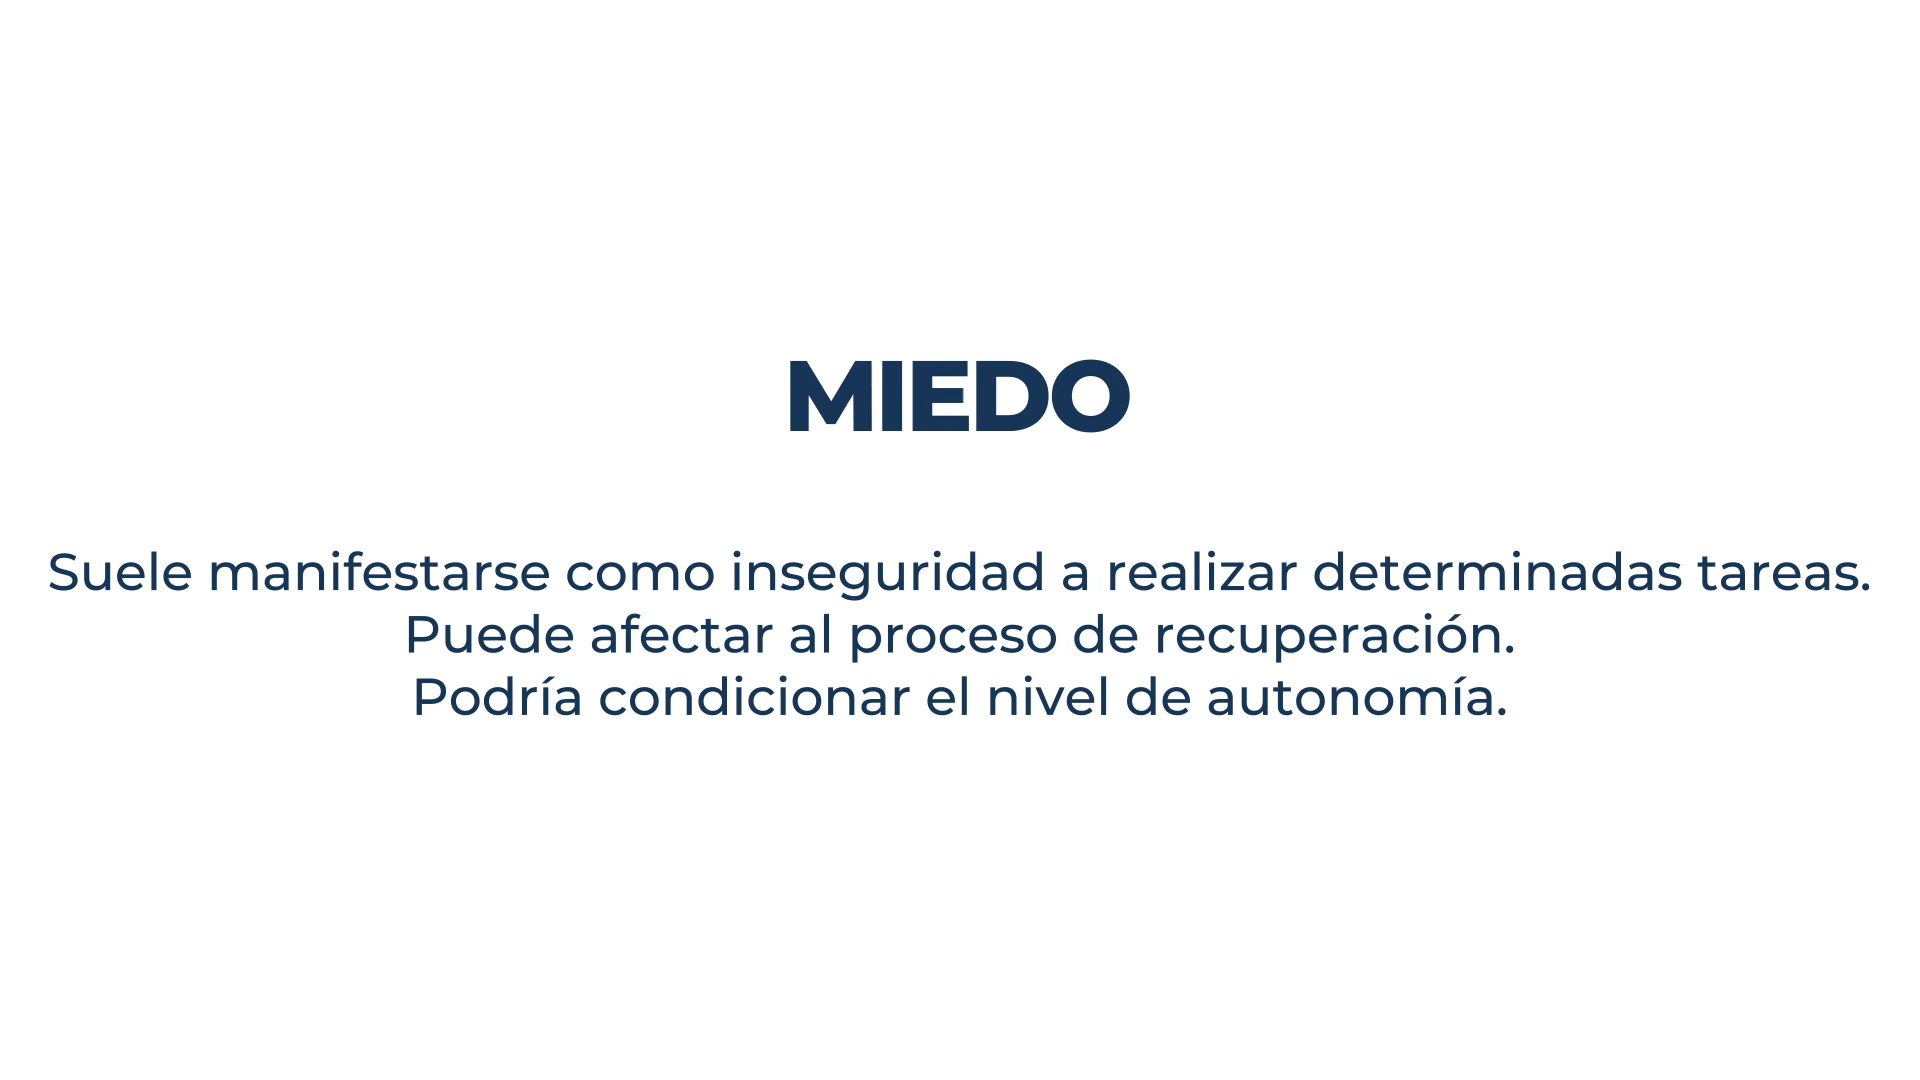 MIEDO
Suele manifestarse como inseguridad a realizar determinadas tareas.
Puede afectar al proceso de recuperación.
Podría condicionar el nivel de autonomía.